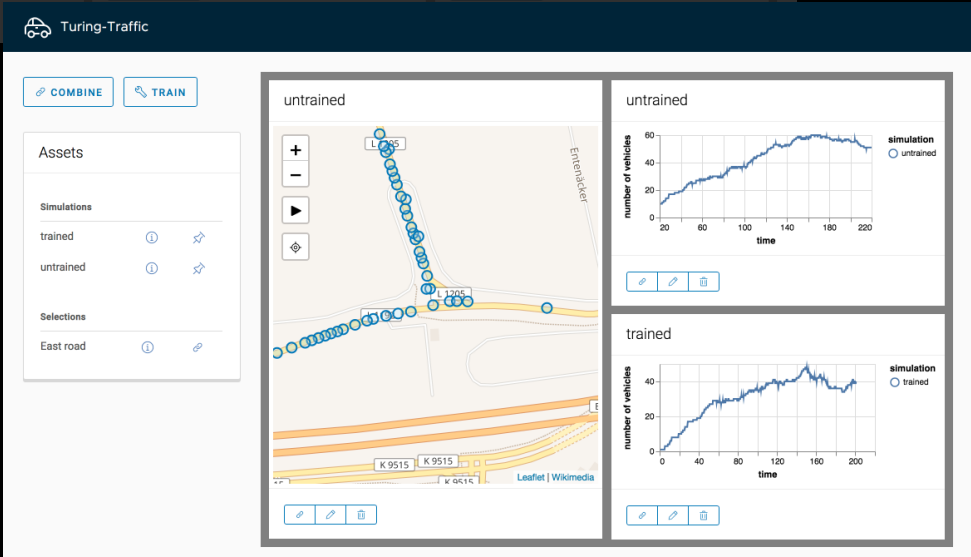 Turing-Traffic
COMBINE
TRAIN
Assets
Simulations
trained
untrained
Selections
East road
untrained
+
−
Entenäcker
L 1205
K 9515
K 9515
K 9515
Leaflet | Wikimedia
untrained
number of vehicles
60
40
20
0
20 60 100 140 180 220
time
simulation
untrained
trained
number of vehicles
40
20
0
0 40 80 120 160 200
time
simulation
trained